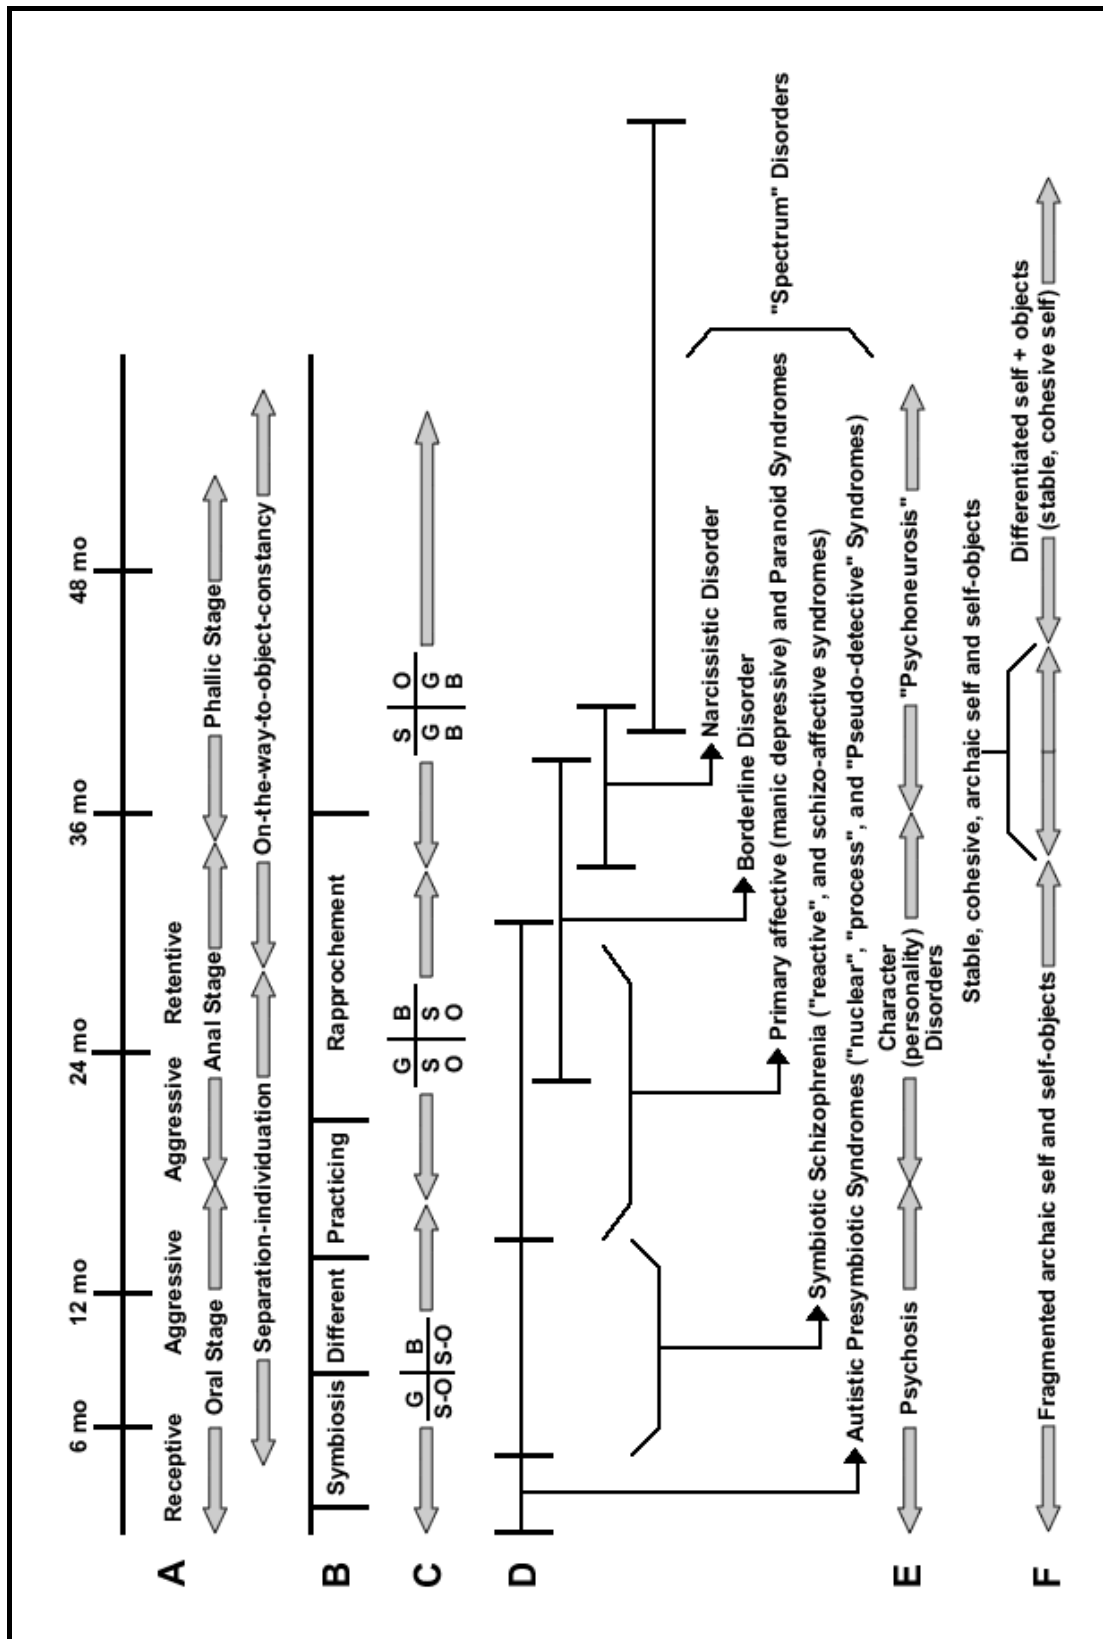 6 mo 12 mo 24 mo 36 mo 48 mo
A
Receptive Aggressive Aggressive Retentive
Oral Stage Anal Stage Phallic Stage
Separation-individuation On-the-way-to-object-constancy
B
Symbiosis Different Practicing Rapprochement
C
G B
S-O S-O
G B
S S
O O
S O
G G
B B
D
Narcissistic Disorder
Borderline Disorder
Primary affective (manic depressive) and Paranoid Syndromes
"Spectrum" Disorders
Symbiotic Schizophrenia ("reactive", and schizo-affective syndromes)
Autistic Presymbiotic Syndromes ("nuclear", "process", and "Pseudo-detective" Syndromes)
E
Psychosis
Character
(personality)
Disorders
"Psychoneurosis"
Stable, cohesive, archaic self and self-objects
Differentiated self + objects
(stable, cohesive self)
F
Fragmented archaic self and self-objects